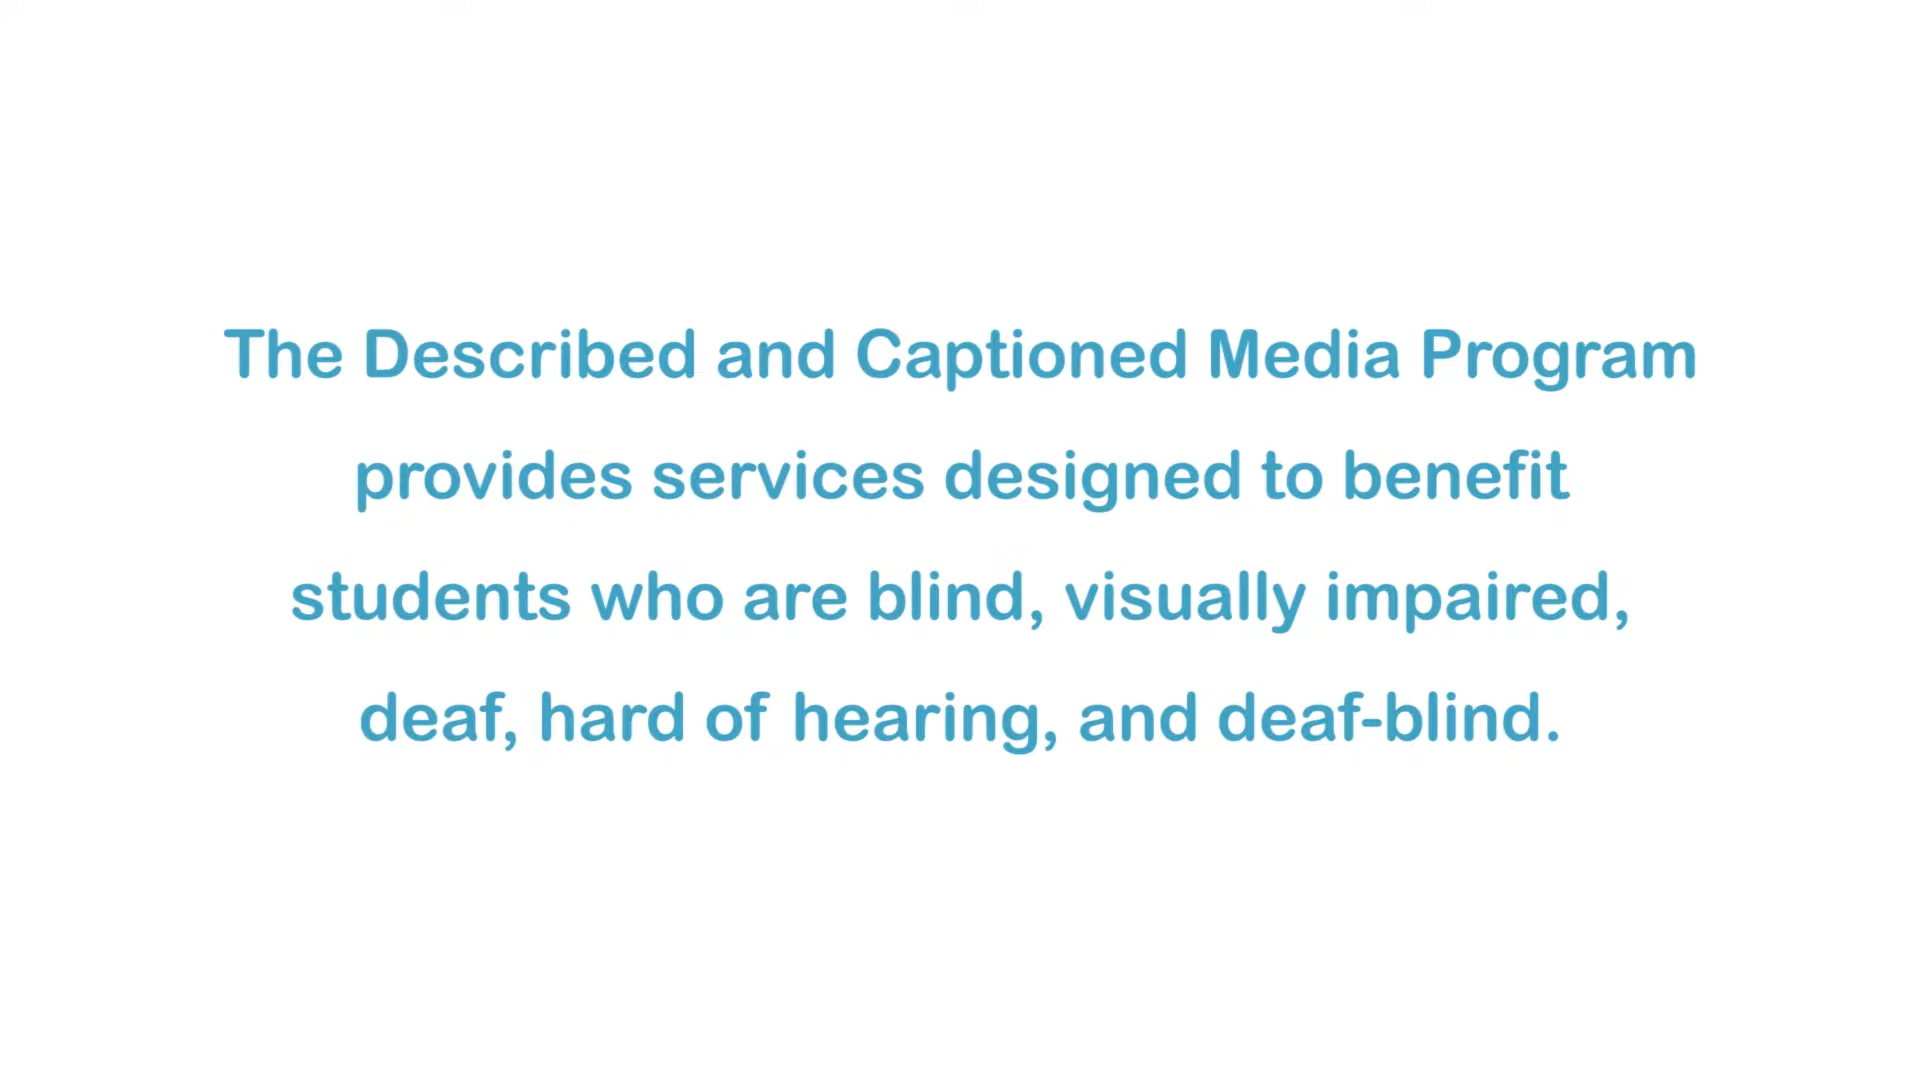 The Described and Captioned Media Program
provides services designed to benefit
students who are blind, visually impaired,
deaf, hard of hearing, and deaf-blind.